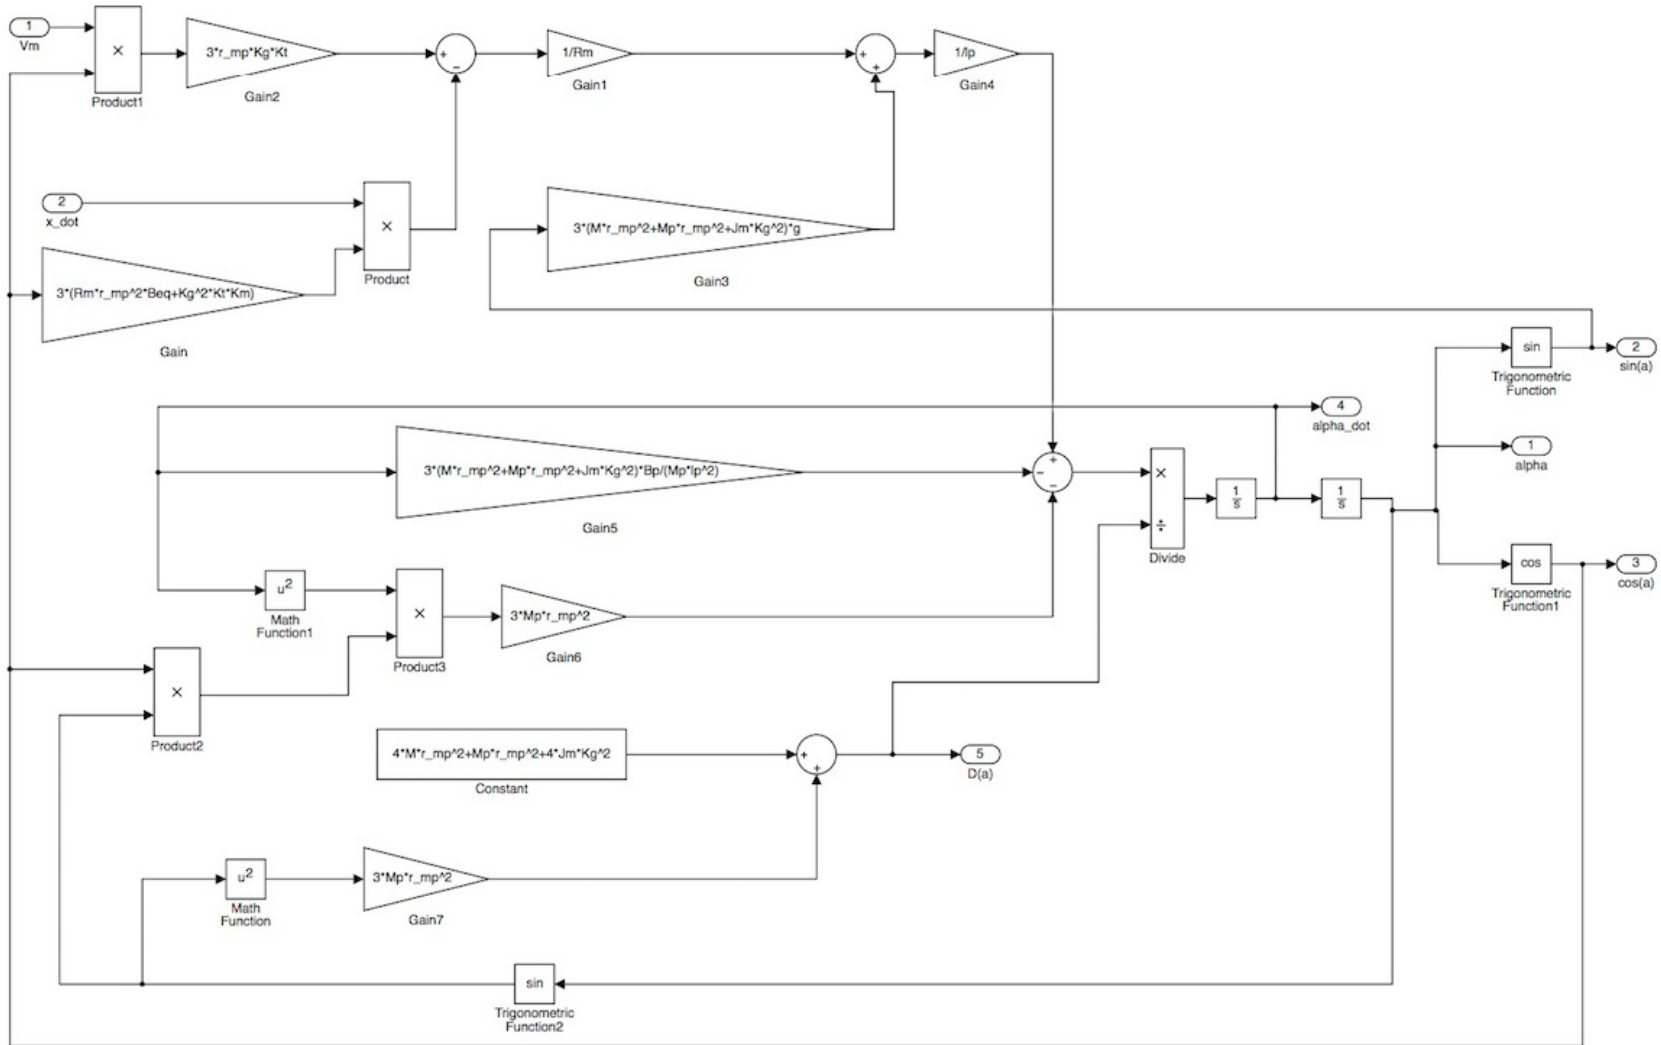 1
Vm
×
Product1
3*r_mp*Kg*Kt
Gain2
+
−
1/Rm
Gain1
+
+
1/lp
Gain4
2
x_dot
×
Product
3*(Rm*r_mp^2*Beq+Kg^2*Kt*Km)
Gain
3*(M*r_mp^2+Mp*r_mp^2+Jm*Kg^2)*g
Gain3
sin
Trigonometric
Function
2
sin(a)
4
alpha_dot
1
alpha
3*(M*r_mp^2+Mp*r_mp^2+Jm*Kg^2)*Bp/(Mp*lp^2)
Gain5
+
−
−
×
÷
Divide
1
s
1
s
cos
Trigonometric
Function1
3
cos(a)
u²
Math
Function1
×
Product3
3*Mp*r_mp^2
Gain6
×
Product2
4*M*r_mp^2+Mp*r_mp^2+4*Jm*Kg^2
Constant
+
+
5
D(a)
u²
Math
Function
3*Mp*r_mp^2
Gain7
sin
Trigonometric
Function2